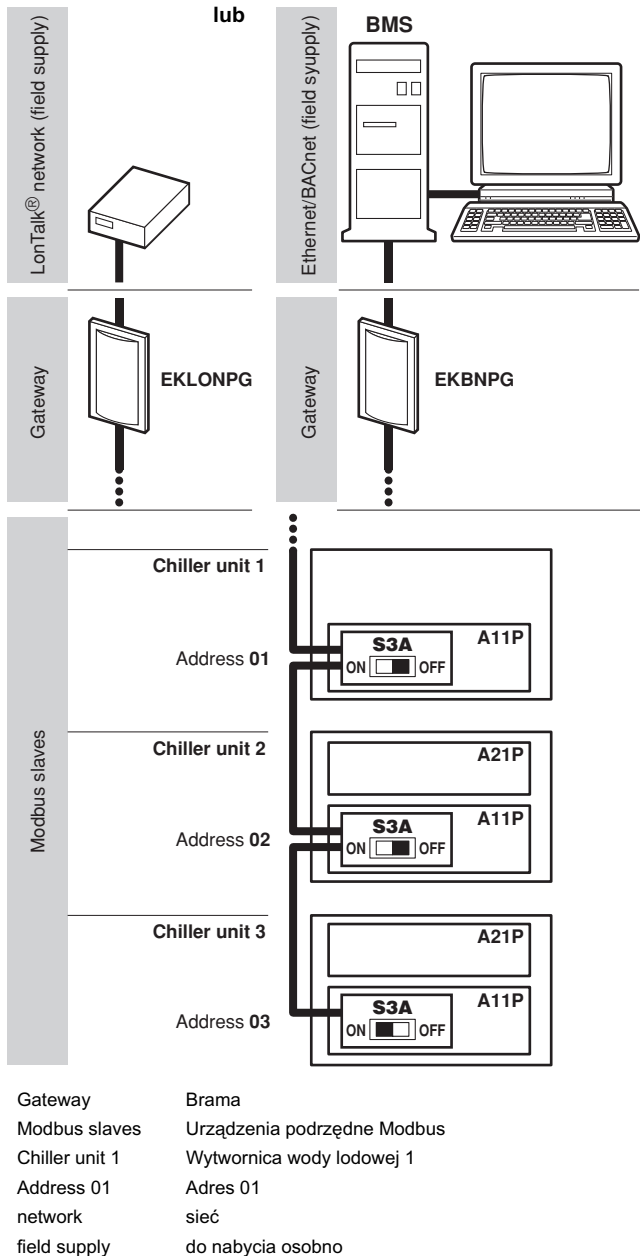 lub
BMS
LonTalk® network (field supply)
Ethernet/BACnet (field syupply)
Gateway
EKLONPG
Gateway
EKBNPG
Modbus slaves
Chiller unit 1
Address 01
S3A
ON OFF
A11P
Chiller unit 2
A21P
Address 02
S3A
ON OFF
A11P
Chiller unit 3
A21P
Address 03
S3A
ON OFF
A11P
Gateway Brama
Modbus slaves Urządzenia podrzędne Modbus
Chiller unit 1 Wytwornica wody lodowej 1
Address 01 Adres 01
network sieć
field supply do nabycia osobno